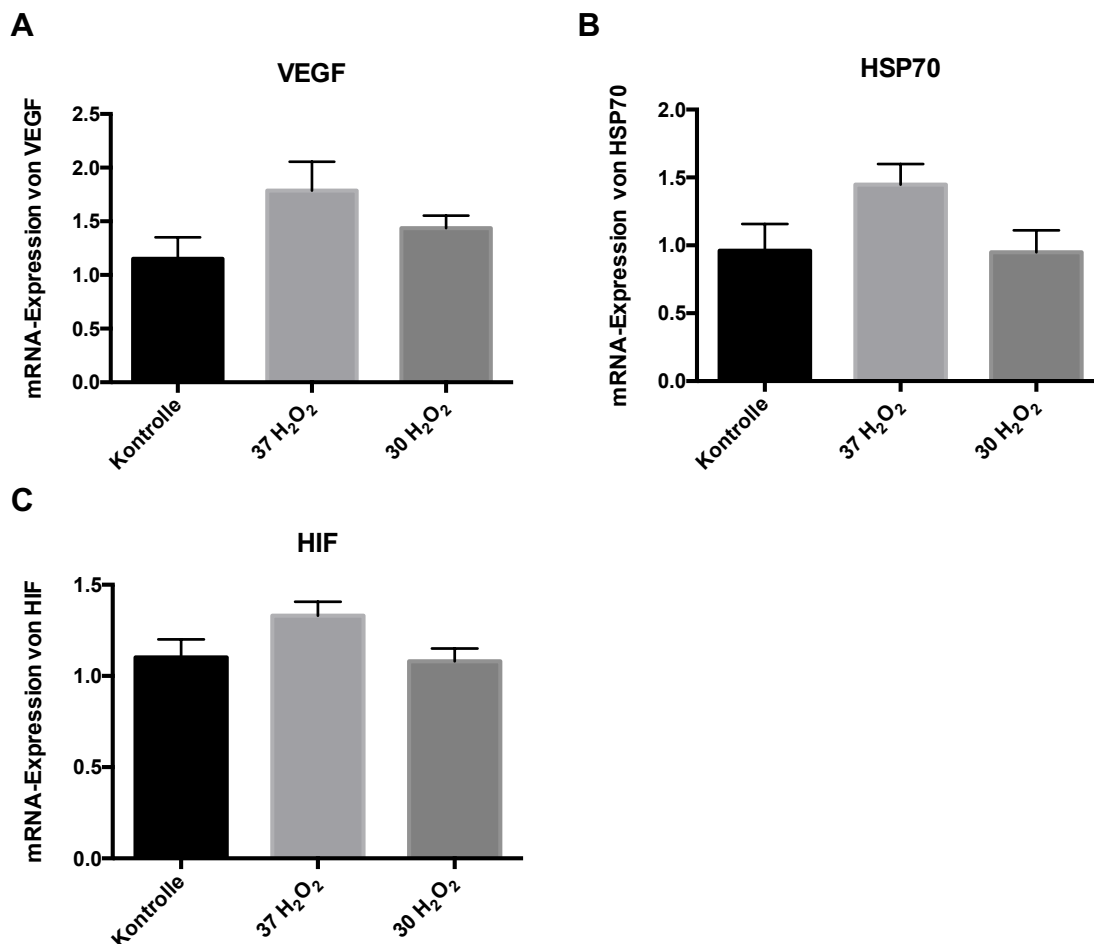 A
VEGF
mRNA-Expression von VEGF
2.5
2.0
1.5
1.0
0.5
0.0
Kontrolle
37 H₂O₂
30 H₂O₂
B
HSP70
mRNA-Expression von HSP70
2.0
1.5
1.0
0.5
0.0
Kontrolle
37 H₂O₂
30 H₂O₂
C
HIF
mRNA-Expression von HIF
1.5
1.0
0.5
0.0
Kontrolle
37 H₂O₂
30 H₂O₂